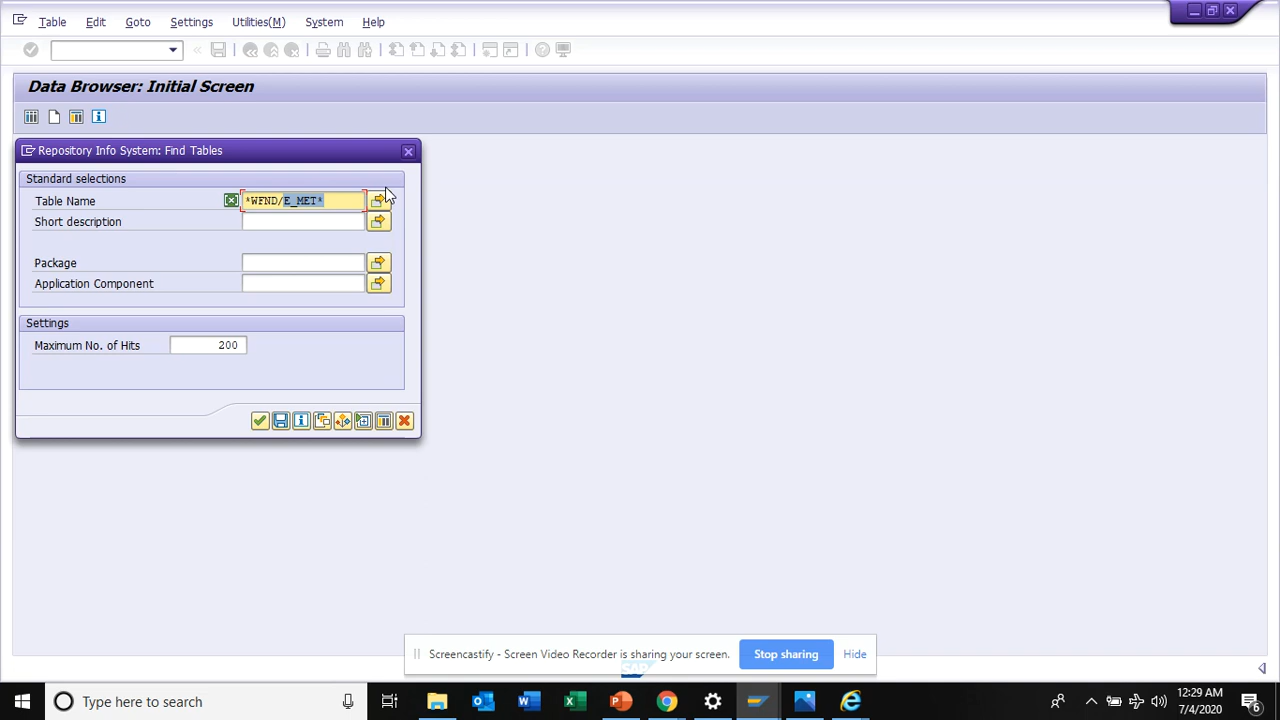 Table Edit Goto Settings Utilities(M) System Help
Data Browser: Initial Screen
Repository Info System: Find Tables
Standard selections
Table Name *WFND/E_MET*
Short description
Package
Application Component
Settings
Maximum No. of Hits 200
Screencastify - Screen Video Recorder is sharing your screen. Stop sharing Hide
SAP
Type here to search
12:29 AM
7/4/2020
6